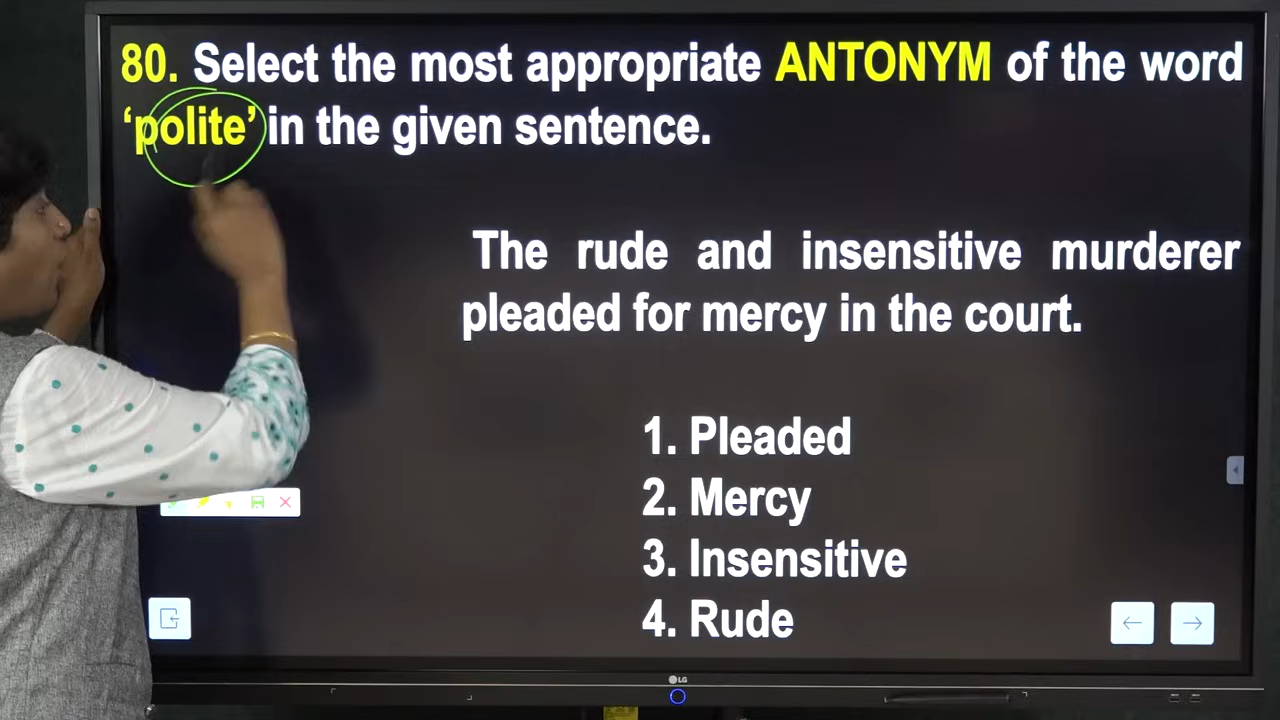 80. Select the most appropriate ANTONYM of the word
‘polite’ in the given sentence.
The rude and insensitive murderer
pleaded for mercy in the court.
1. Pleaded
2. Mercy
3. Insensitive
4. Rude
LG